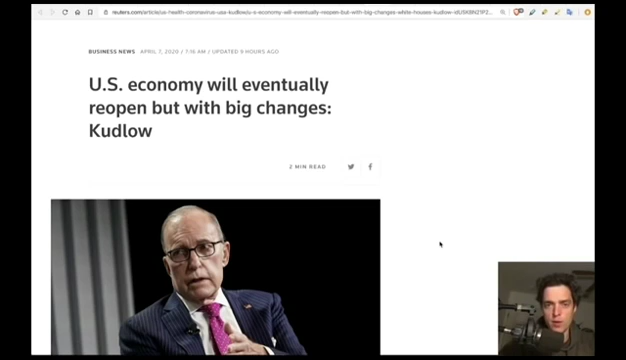 BUSINESS NEWS APRIL 7, 2020 / 7:16 AM / UPDATED 9 HOURS AGO
U.S. economy will eventually
reopen but with big changes:
Kudlow
2 MIN READ